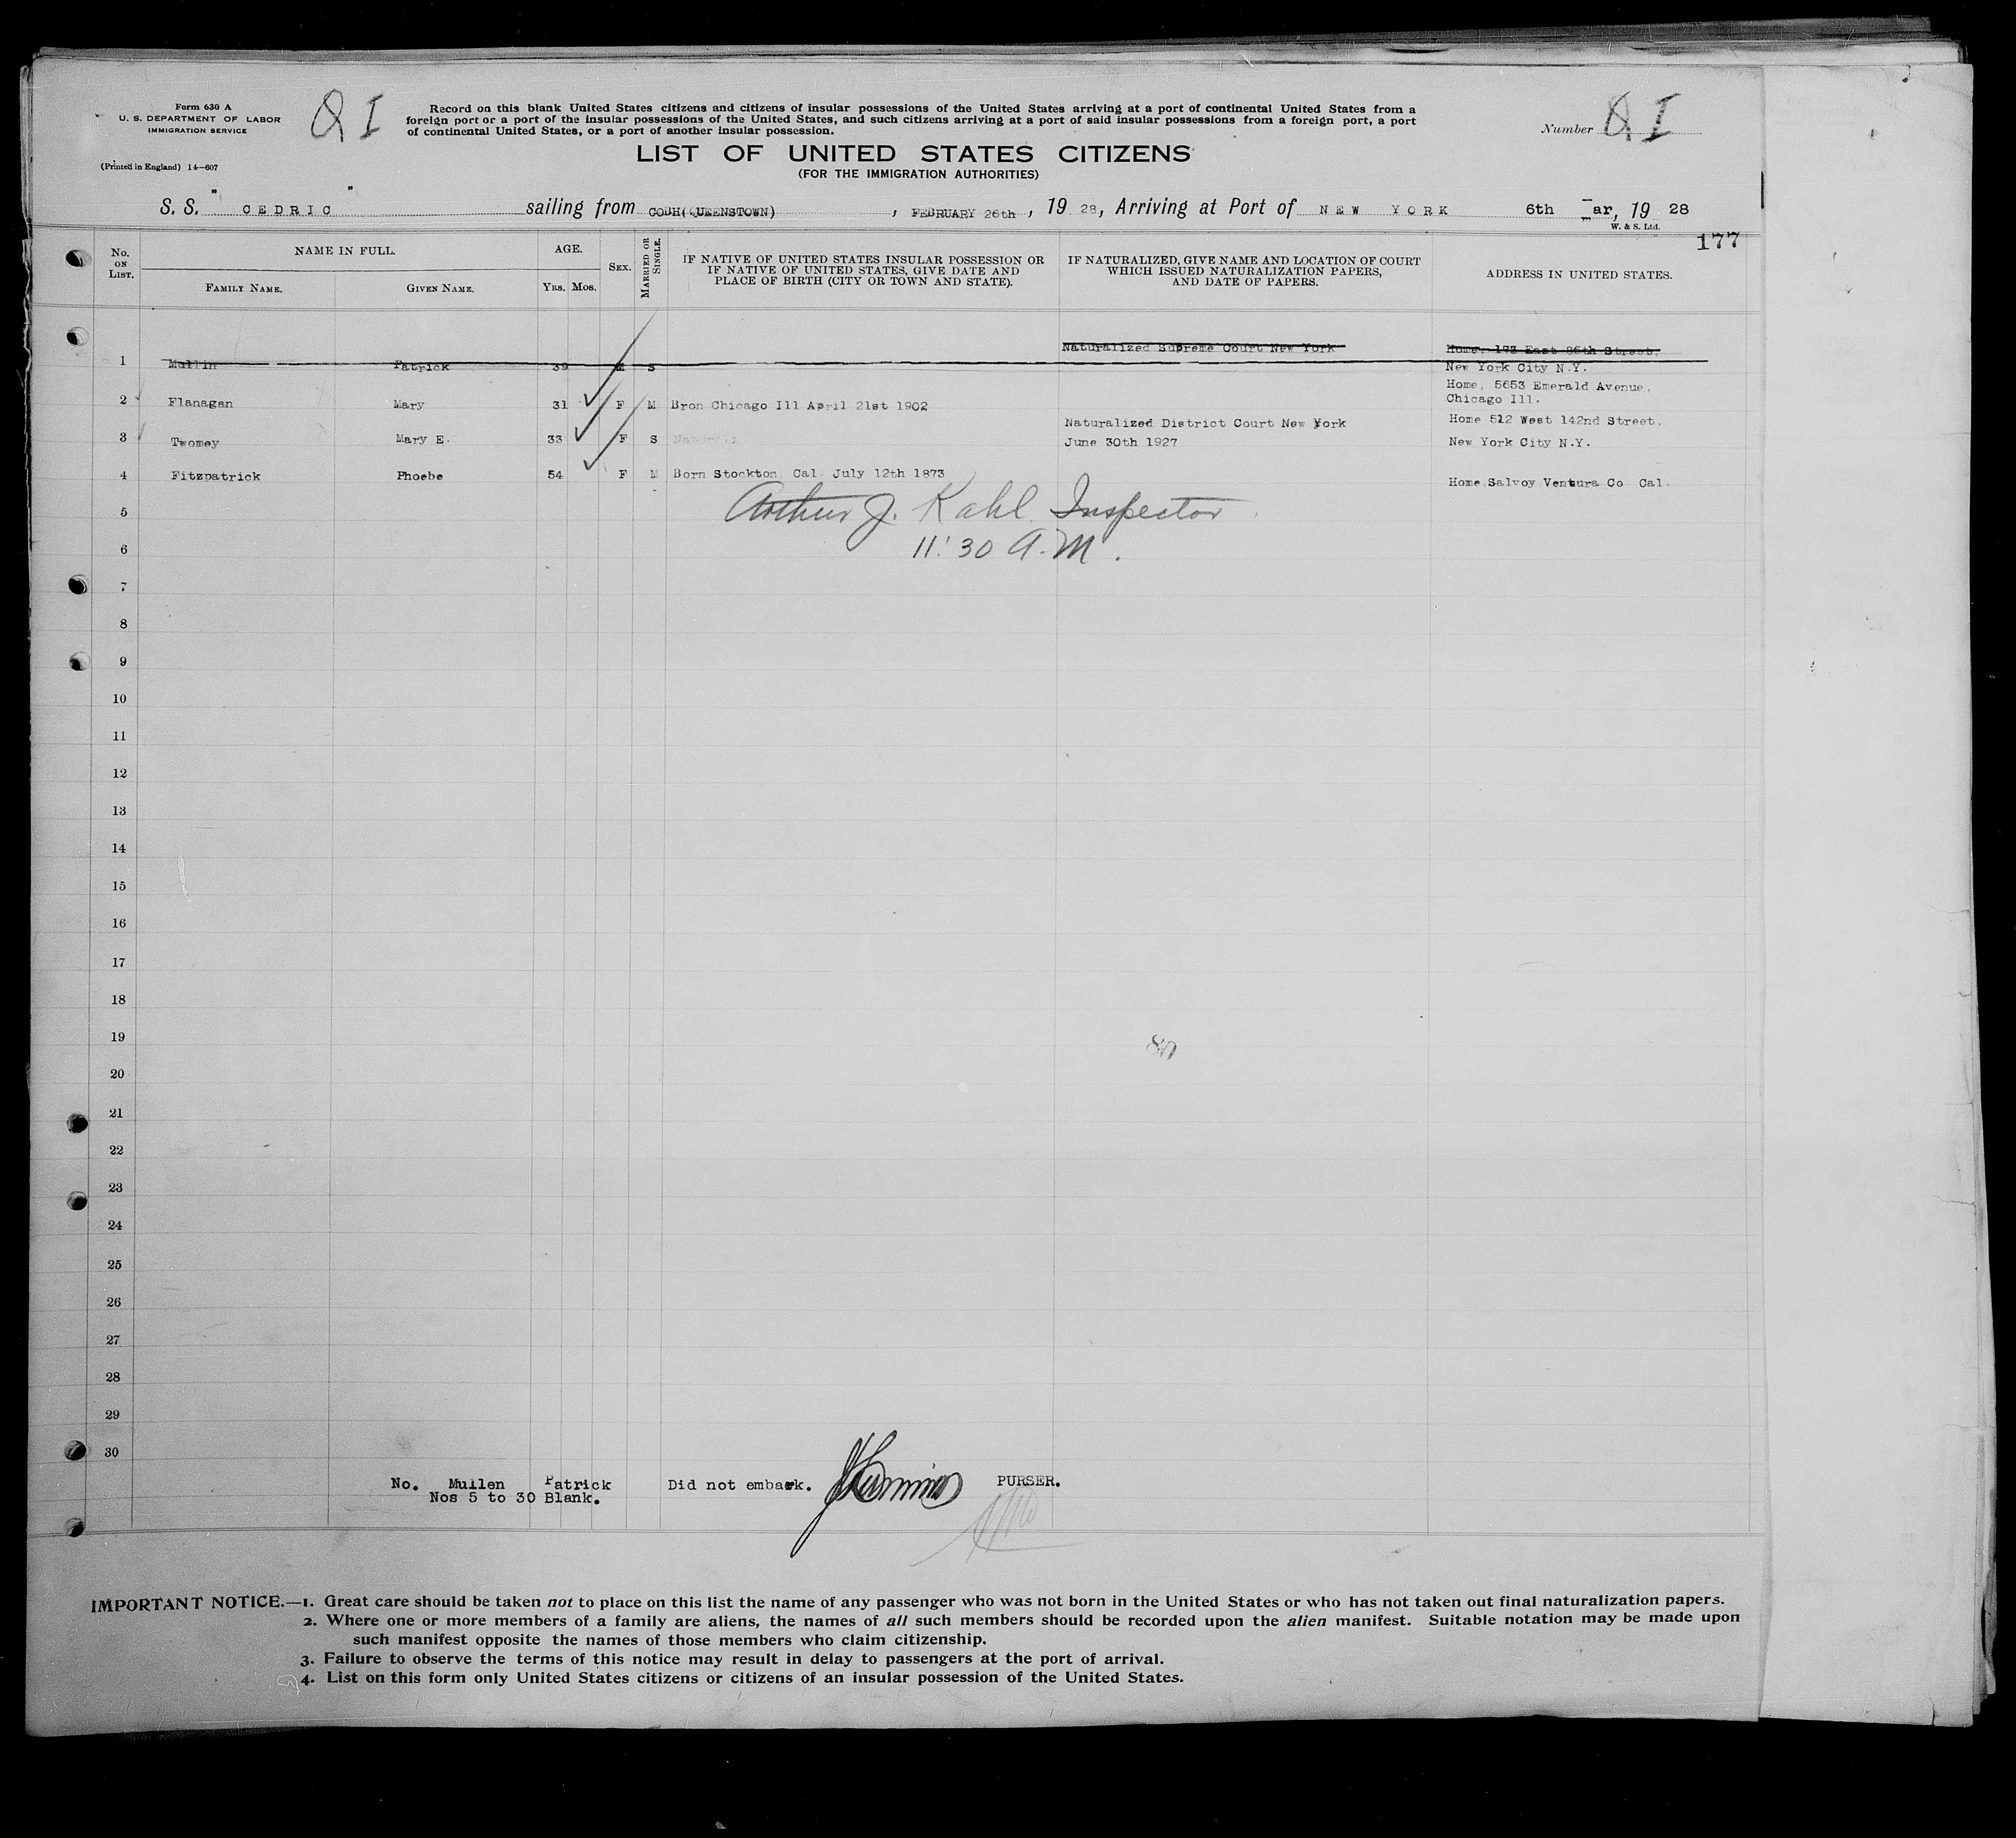 Form 630 A
U. S. DEPARTMENT OF LABOR
IMMIGRATION SERVICE
(Printed in England) 14—607
Q I
Record on this blank United States citizens and citizens of insular possessions of the United States arriving at a port of continental United States from a
foreign port or a port of the insular possessions of the United States, and such citizens arriving at a port of said insular possessions from a foreign port, a port
of continental United States, or a port of another insular possession.
Number Q I
LIST OF UNITED STATES CITIZENS
(FOR THE IMMIGRATION AUTHORITIES)
S. S. " CEDRIC " sailing from COBH(QUEENSTOWN) , FEBRUARY 26th , 19 28, Arriving at Port of NEW YORK 6th Mar, 19 28
W. & S. Ltd.
177
No. ON LIST. NAME IN FULL. AGE. SEX. MARRIED OR SINGLE. IF NATIVE OF UNITED STATES INSULAR POSSESSION OR IF NATIVE OF UNITED STATES, GIVE DATE AND PLACE OF BIRTH (CITY OR TOWN AND STATE). IF NATURALIZED, GIVE NAME AND LOCATION OF COURT WHICH ISSUED NATURALIZATION PAPERS, AND DATE OF PAPERS. ADDRESS IN UNITED STATES.
FAMILY NAME. GIVEN NAME. YRS. MOS.
Naturalized Supreme Court New York Home, 173 East 86th Street.
1 Mullin Patrick 39 M S New York City N.Y.
Home, 5653 Emerald Avenue.
2 Flanagan Mary 31 F M Bron Chicago Ill April 21st 1902 Chicago Ill.
Naturalized District Court New York Home 512 West 142nd Street.
3 Twomey Mary E. 33 F S Naturali June 30th 1927 New York City N.Y.
4 Fitzpatrick Phoebe 54 F M Born Stockton Cal July 12th 1873
Home Salvoy Ventura Co Cal.
Arthur J. Kahl Inspector
5
11:30 A.M.
6
7
8
9
10
11
12
13
14
15
16
17
18
19
20
21
22
23
24
25
26
27
28
29
30
No. Mullen Patrick Did not embark. PURSER.
Nos 5 to 30 Blank.
IMPORTANT NOTICE.—1. Great care should be taken not to place on this list the name of any passenger who was not born in the United States or who has not taken out final naturalization papers.
2. Where one or more members of a family are aliens, the names of all such members should be recorded upon the alien manifest. Suitable notation may be made upon
such manifest opposite the names of those members who claim citizenship.
3. Failure to observe the terms of this notice may result in delay to passengers at the port of arrival.
4. List on this form only United States citizens or citizens of an insular possession of the United States.